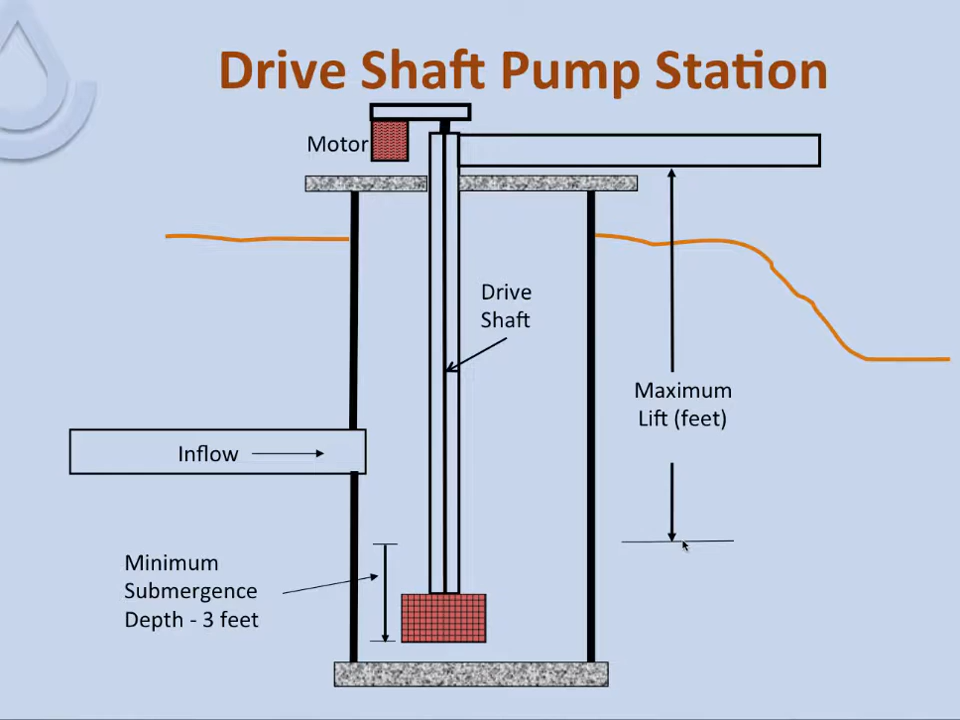 Drive Shaft Pump Station
Motor
Drive
Shaft
Maximum
Lift (feet)
Inflow
Minimum
Submergence
Depth - 3 feet